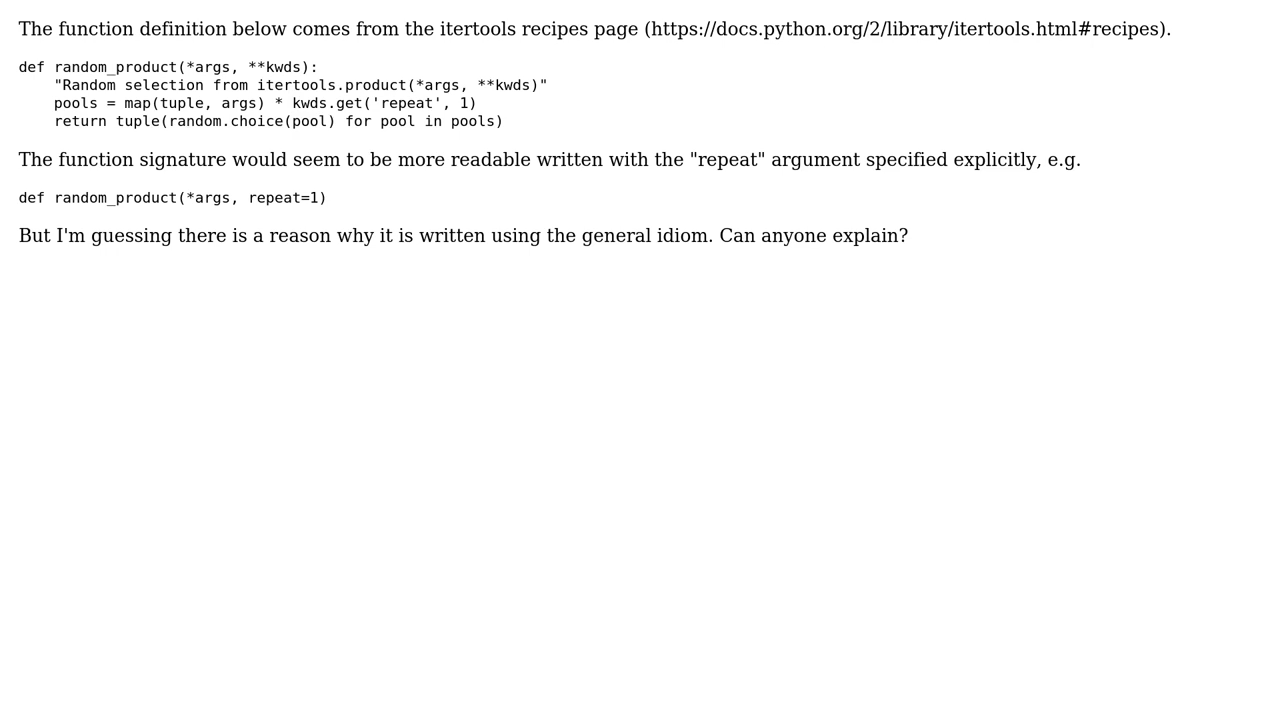 The function definition below comes from the itertools recipes page (https://docs.python.org/2/library/itertools.html#recipes).
def random_product(*args, **kwds):
    "Random selection from itertools.product(*args, **kwds)"
    pools = map(tuple, args) * kwds.get('repeat', 1)
    return tuple(random.choice(pool) for pool in pools)
The function signature would seem to be more readable written with the "repeat" argument specified explicitly, e.g.
def random_product(*args, repeat=1)
But I'm guessing there is a reason why it is written using the general idiom. Can anyone explain?